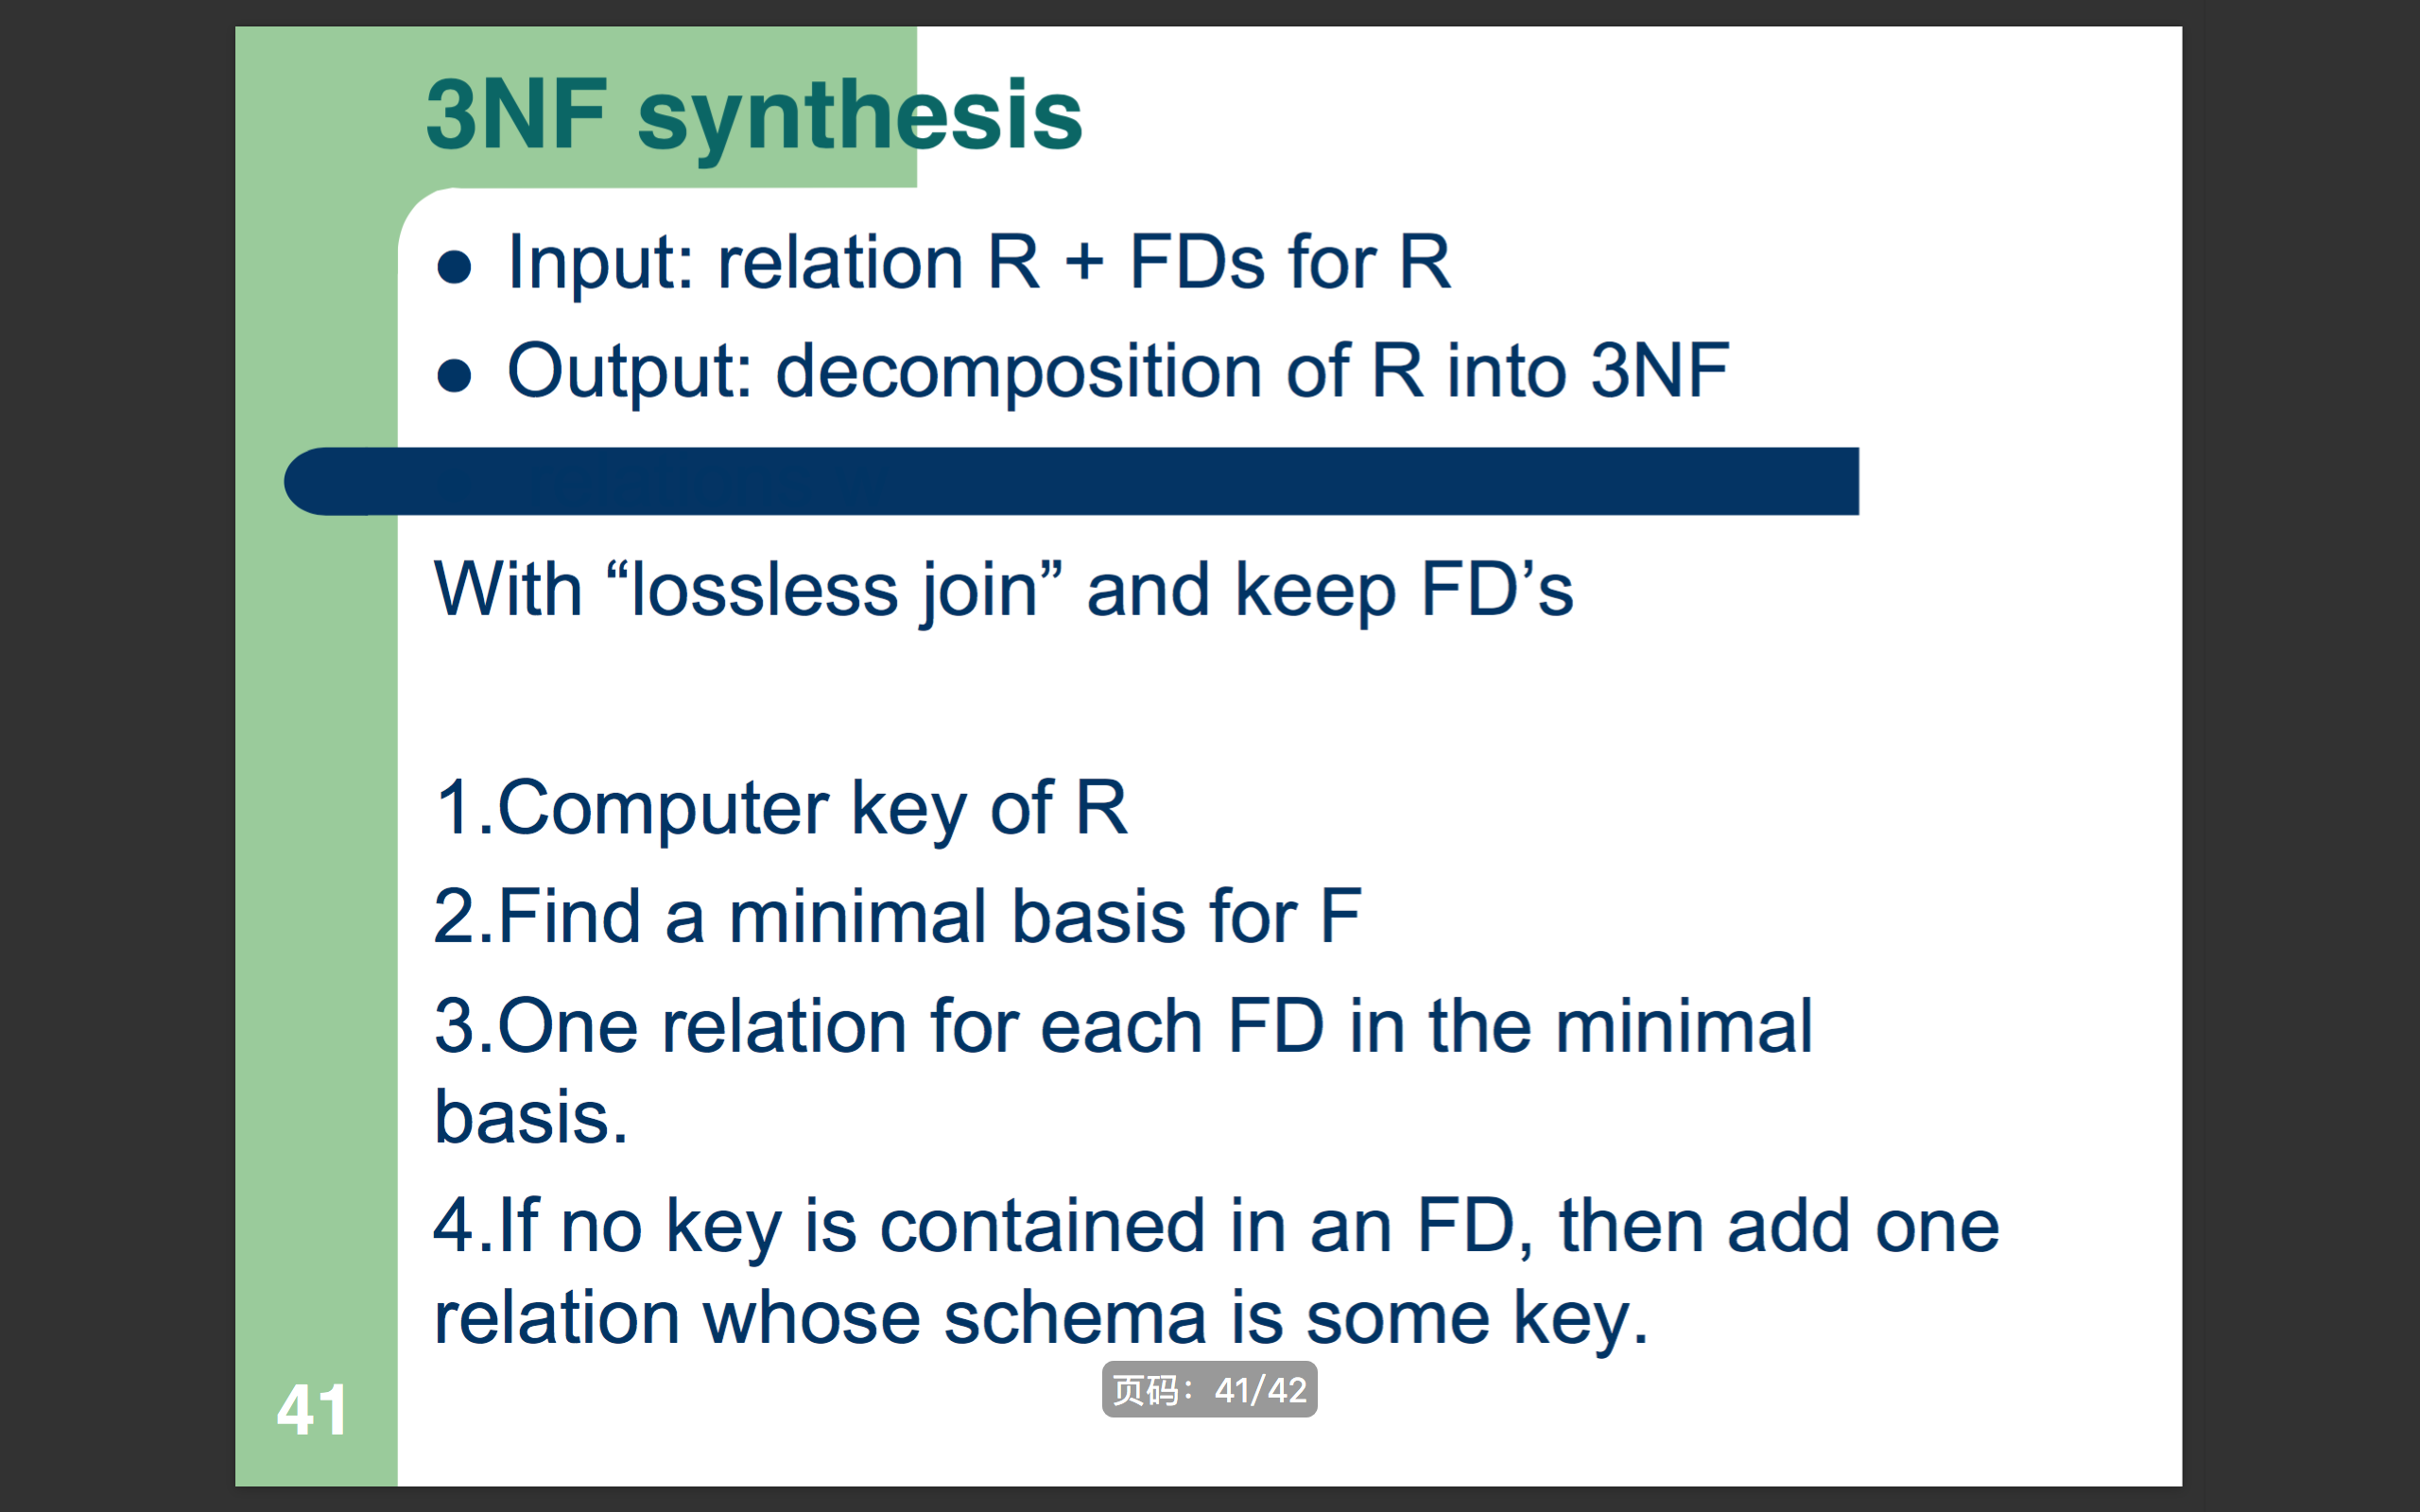 3NF synthesis
● Input: relation R + FDs for R
● Output: decomposition of R into 3NF
With “lossless join” and keep FD’s
1.Computer key of R
2.Find a minimal basis for F
3.One relation for each FD in the minimal
basis.
4.If no key is contained in an FD, then add one
relation whose schema is some key.
41
页码：41/42